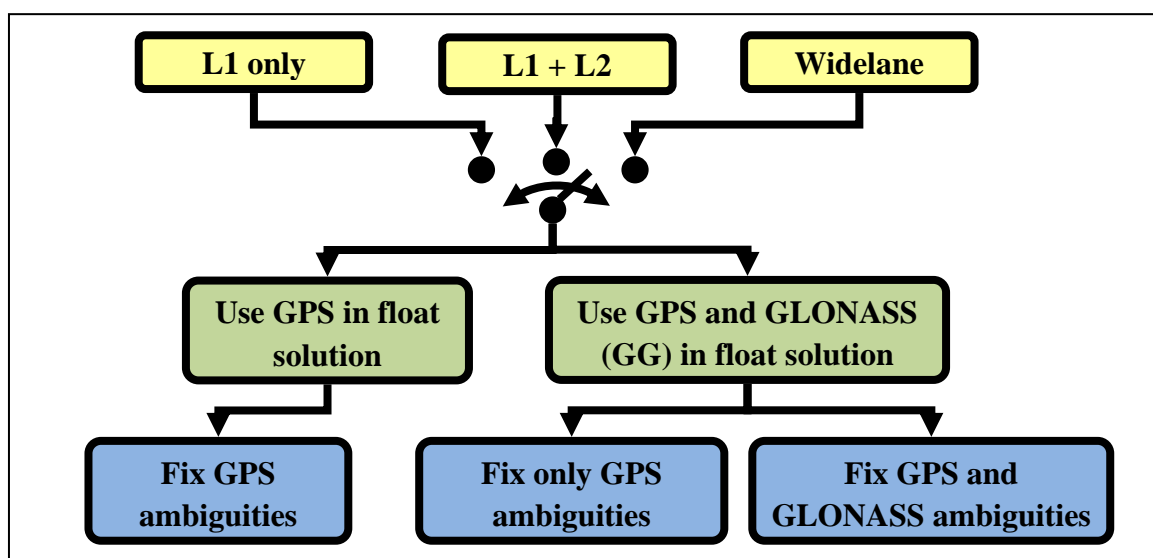 L1 only
L1 + L2
Widelane
Use GPS in float
solution
Use GPS and GLONASS
(GG) in float solution
Fix GPS
ambiguities
Fix only GPS
ambiguities
Fix GPS and
GLONASS ambiguities